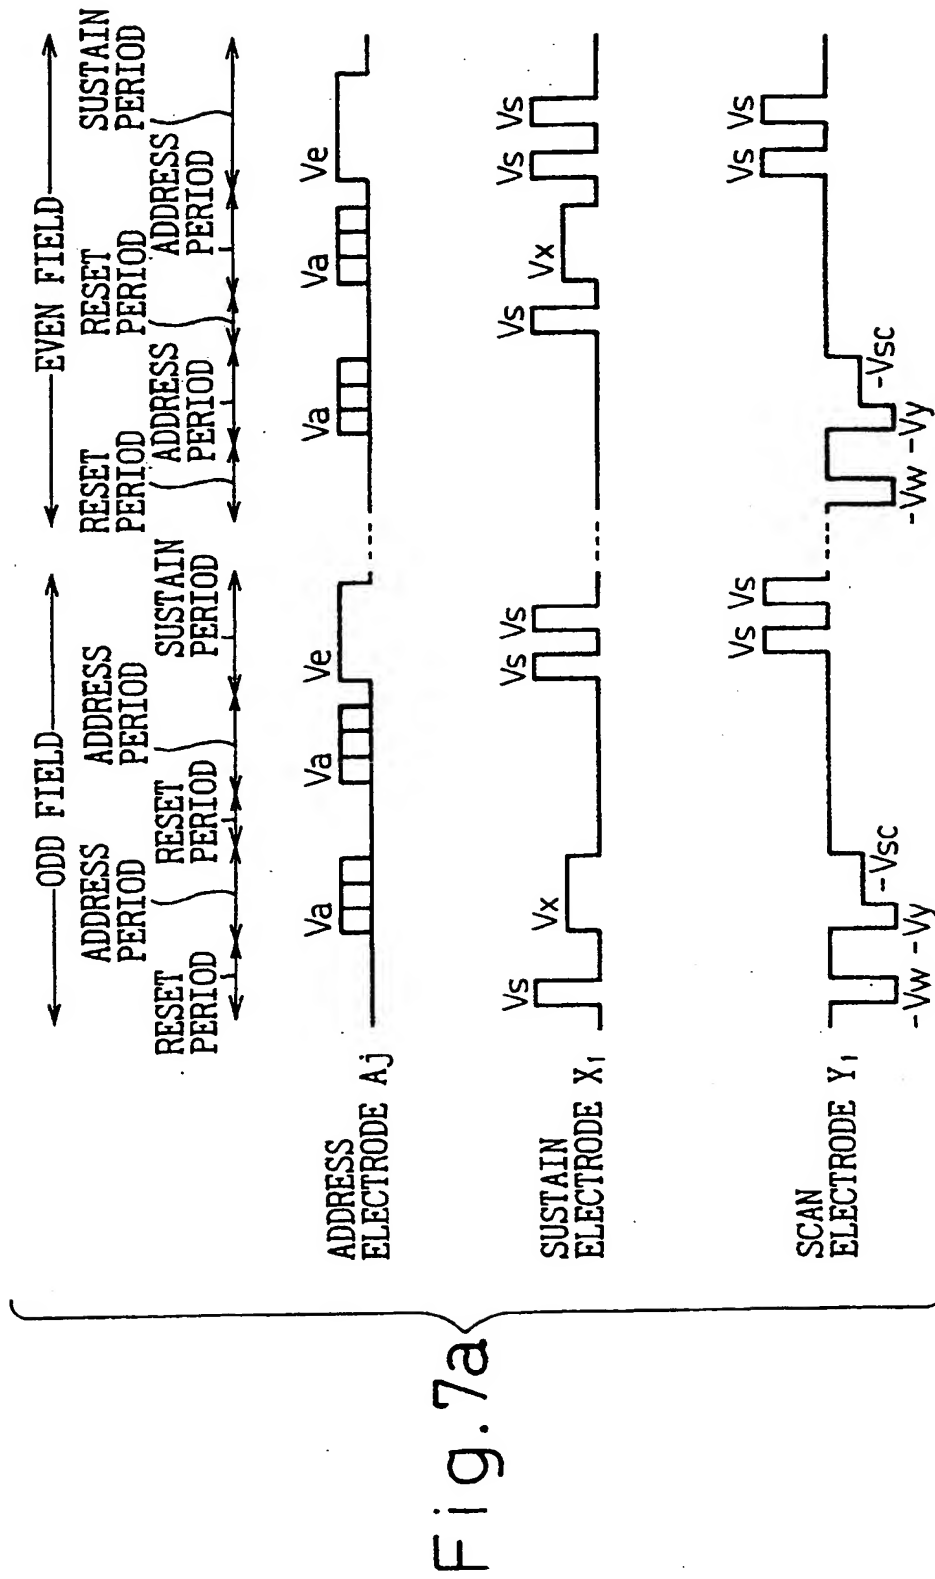 Fig. 7a
ODD FIELD
EVEN FIELD
RESET
PERIOD
ADDRESS
PERIOD
RESET
PERIOD
ADDRESS
PERIOD
SUSTAIN
PERIOD
RESET
PERIOD
ADDRESS
PERIOD
RESET
PERIOD
ADDRESS
PERIOD
SUSTAIN
PERIOD
ADDRESS
ELECTRODE Aj
Va
Va
Ve
Va
Va
Ve
SUSTAIN
ELECTRODE X1
Vs
Vx
Vs
Vs
Vs
Vx
Vs
Vs
SCAN
ELECTRODE Y1
-Vw
-Vy
-Vsc
Vs
Vs
-Vw
-Vy
-Vsc
Vs
Vs